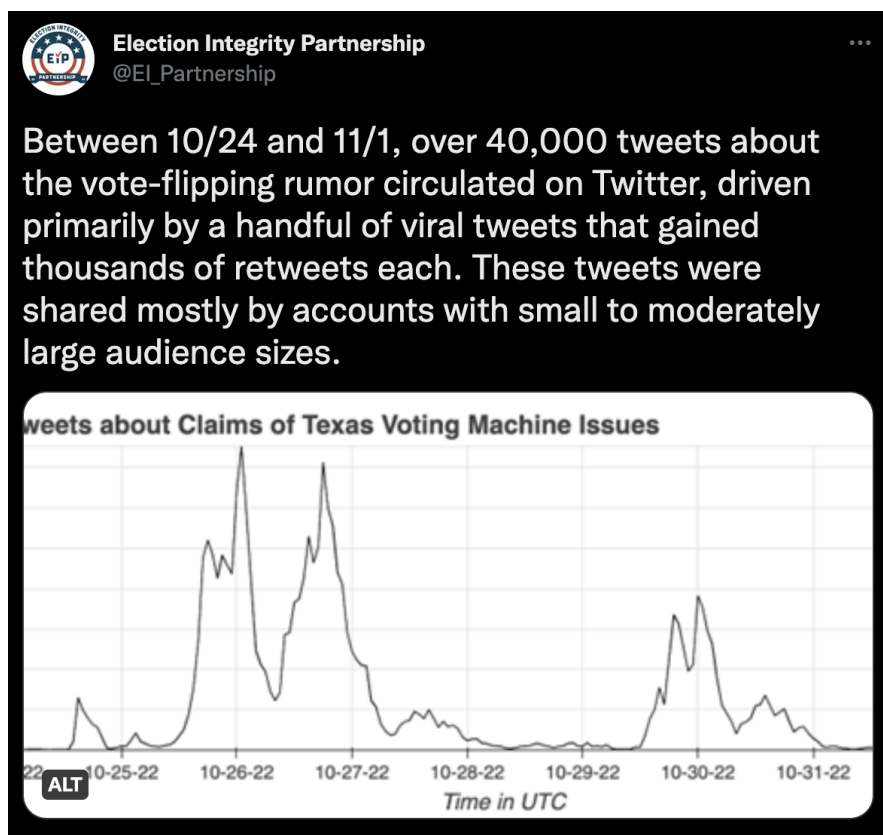 ELECTION INTEGRITY
EIP
PARTNERSHIP
Election Integrity Partnership
@EI_Partnership
Between 10/24 and 11/1, over 40,000 tweets about
the vote-flipping rumor circulated on Twitter, driven
primarily by a handful of viral tweets that gained
thousands of retweets each. These tweets were
shared mostly by accounts with small to moderately
large audience sizes.
weets about Claims of Texas Voting Machine Issues
22 10-25-22 10-26-22 10-27-22 10-28-22 10-29-22 10-30-22 10-31-22
ALT
Time in UTC